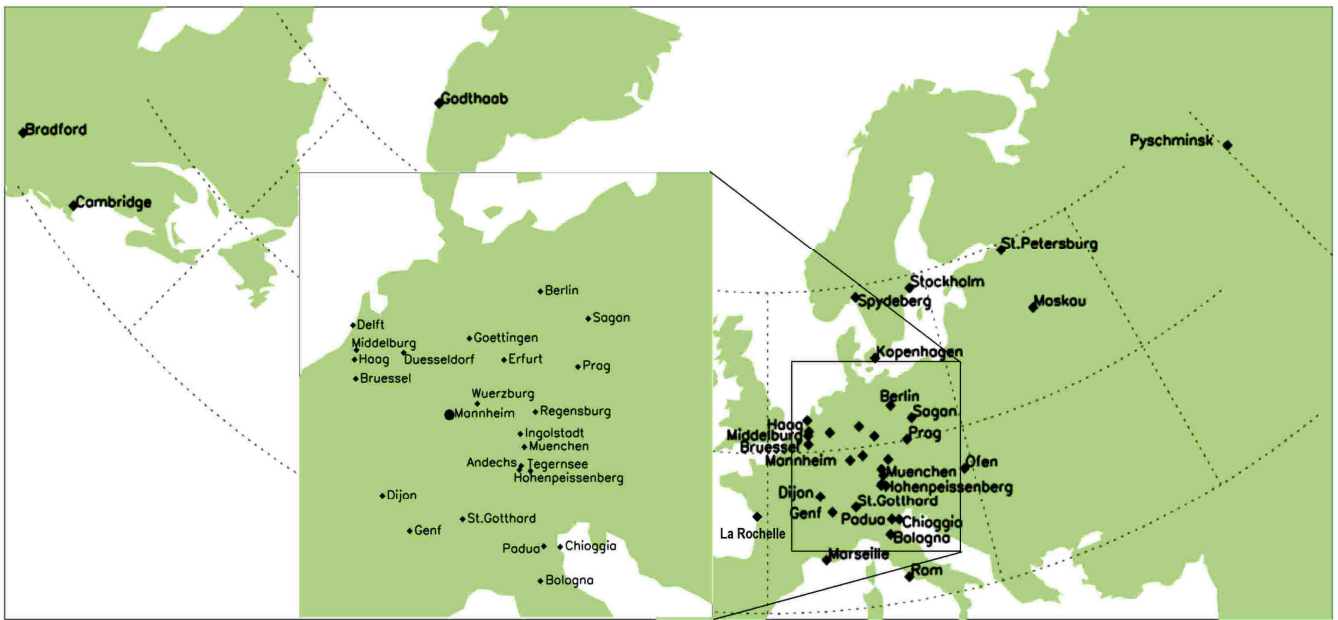 Godthaab
Bradford
Pyschminsk
Cambridge
St.Petersburg
Stockholm
Spydeberg
Moskau
Kopenhagen
Berlin
Sagan
Delft
Goettingen
Middelburg
Haag
Duesseldorf
Erfurt
Prag
Bruessel
Wuerzburg
Mannheim
Regensburg
Ingolstadt
Muenchen
Andechs
Tegernsee
Hohenpeissenberg
Dijon
St.Gotthard
Genf
Padua
Chioggia
Bologna
Berlin
Sagan
Haag
Middelburg
Prag
Bruessel
Mannheim
Ofen
Muenchen
Hohenpeissenberg
Dijon
St.Gotthard
Genf
Padua
Chioggia
La Rochelle
Bologna
Marseille
Rom